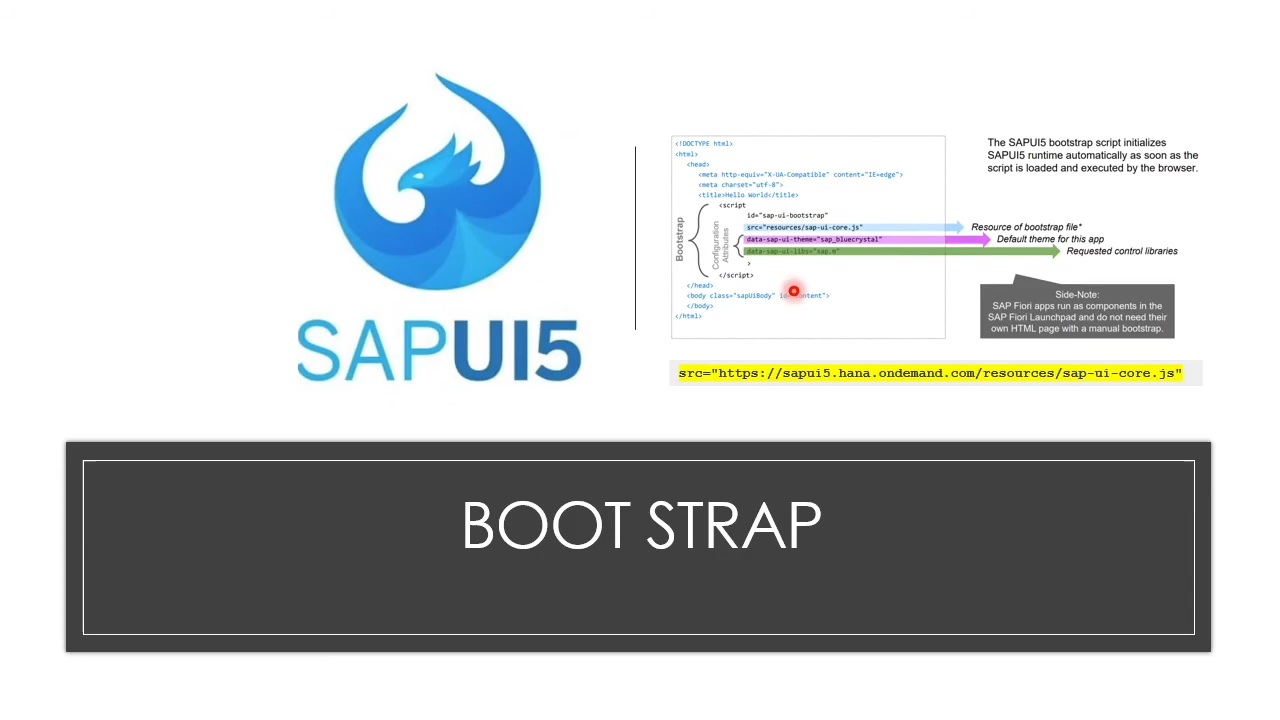 SAPUI5
<!DOCTYPE html>
<html>
<head>
<meta http-equiv="X-UA-Compatible" content="IE=edge">
<meta charset="utf-8">
<title>Hello World</title>
<script
id="sap-ui-bootstrap"
src="resources/sap-ui-core.js"
data-sap-ui-theme="sap_bluecrystal"
data-sap-ui-libs="sap.m"
>
</script>
</head>
<body class="sapUiBody" id="content">
</body>
</html>
Bootstrap
Configuration
Attributes
The SAPUI5 bootstrap script initializes
SAPUI5 runtime automatically as soon as the
script is loaded and executed by the browser.
Resource of bootstrap file*
Default theme for this app
Requested control libraries
Side-Note:
SAP Fiori apps run as components in the
SAP Fiori Launchpad and do not need their
own HTML page with a manual bootstrap.
src="https://sapui5.hana.ondemand.com/resources/sap-ui-core.js"
BOOT STRAP